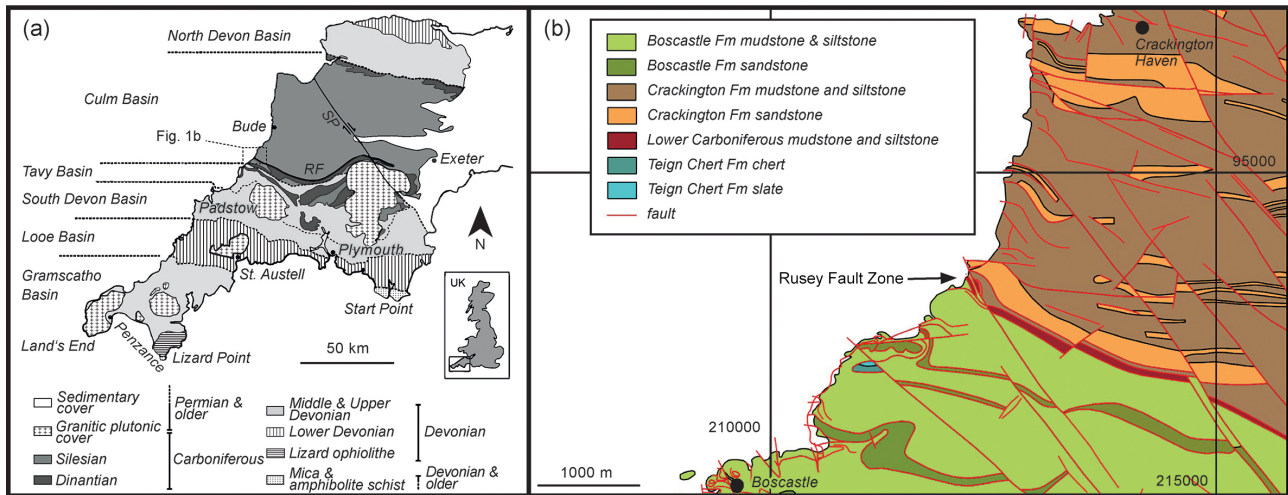 (a)
North Devon Basin
Culm Basin
SP
Bude
Fig. 1b
Exeter
RF
Tavy Basin
South Devon Basin
Padstow
N
Looe Basin
Plymouth
St. Austell
Gramscatho
Basin
Start Point
UK
Penzance
Land's End
Lizard Point
50 km
Sedimentary
cover
Granitic plutonic
cover
Silesian
Dinantian
Permian &
older
Carboniferous
Middle & Upper
Devonian
Lower Devonian
Lizard ophiolithe
Mica &
amphibolite schist
Devonian
Devonian &
older
(b)
Boscastle Fm mudstone & siltstone
Boscastle Fm sandstone
Crackington Fm mudstone and siltstone
Crackington Fm sandstone
Lower Carboniferous mudstone and siltstone
Teign Chert Fm chert
Teign Chert Fm slate
fault
Crackington
Haven
95000
Rusey Fault Zone
210000
1000 m
Boscastle
215000